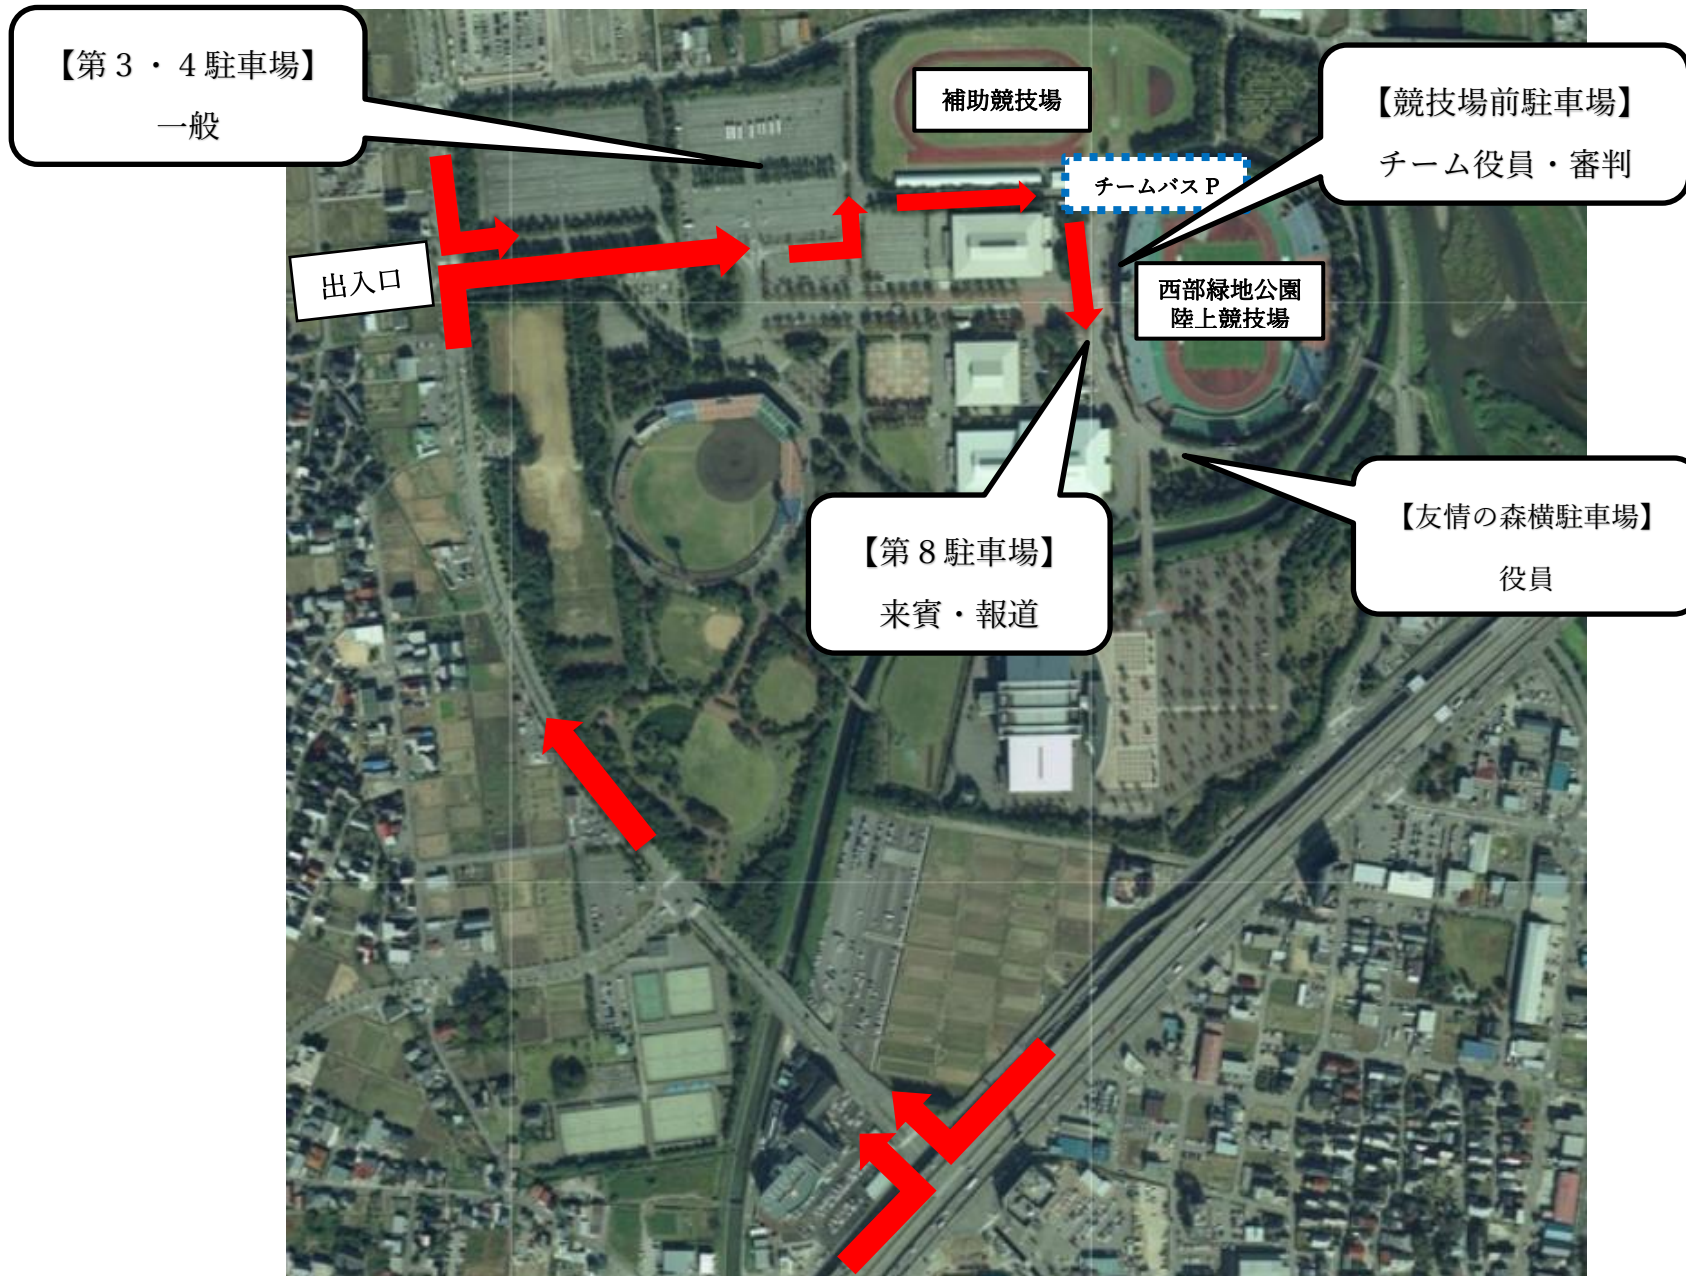 【第３・４駐車場】
一般
補助競技場
【競技場前駐車場】
チーム役員・審判
チームバスＰ
出入口
西部緑地公園
陸上競技場
【第８駐車場】
来賓・報道
【友情の森横駐車場】
役員